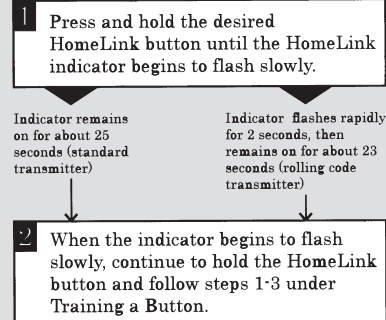 1
Press and hold the desired
HomeLink button until the HomeLink
indicator begins to flash slowly.
Indicator remains
on for about 25
seconds (standard
transmitter)
Indicator flashes rapidly
for 2 seconds, then
remains on for about 23
seconds (rolling code
transmitter)
2
When the indicator begins to flash
slowly, continue to hold the HomeLink
button and follow steps 1-3 under
Training a Button.